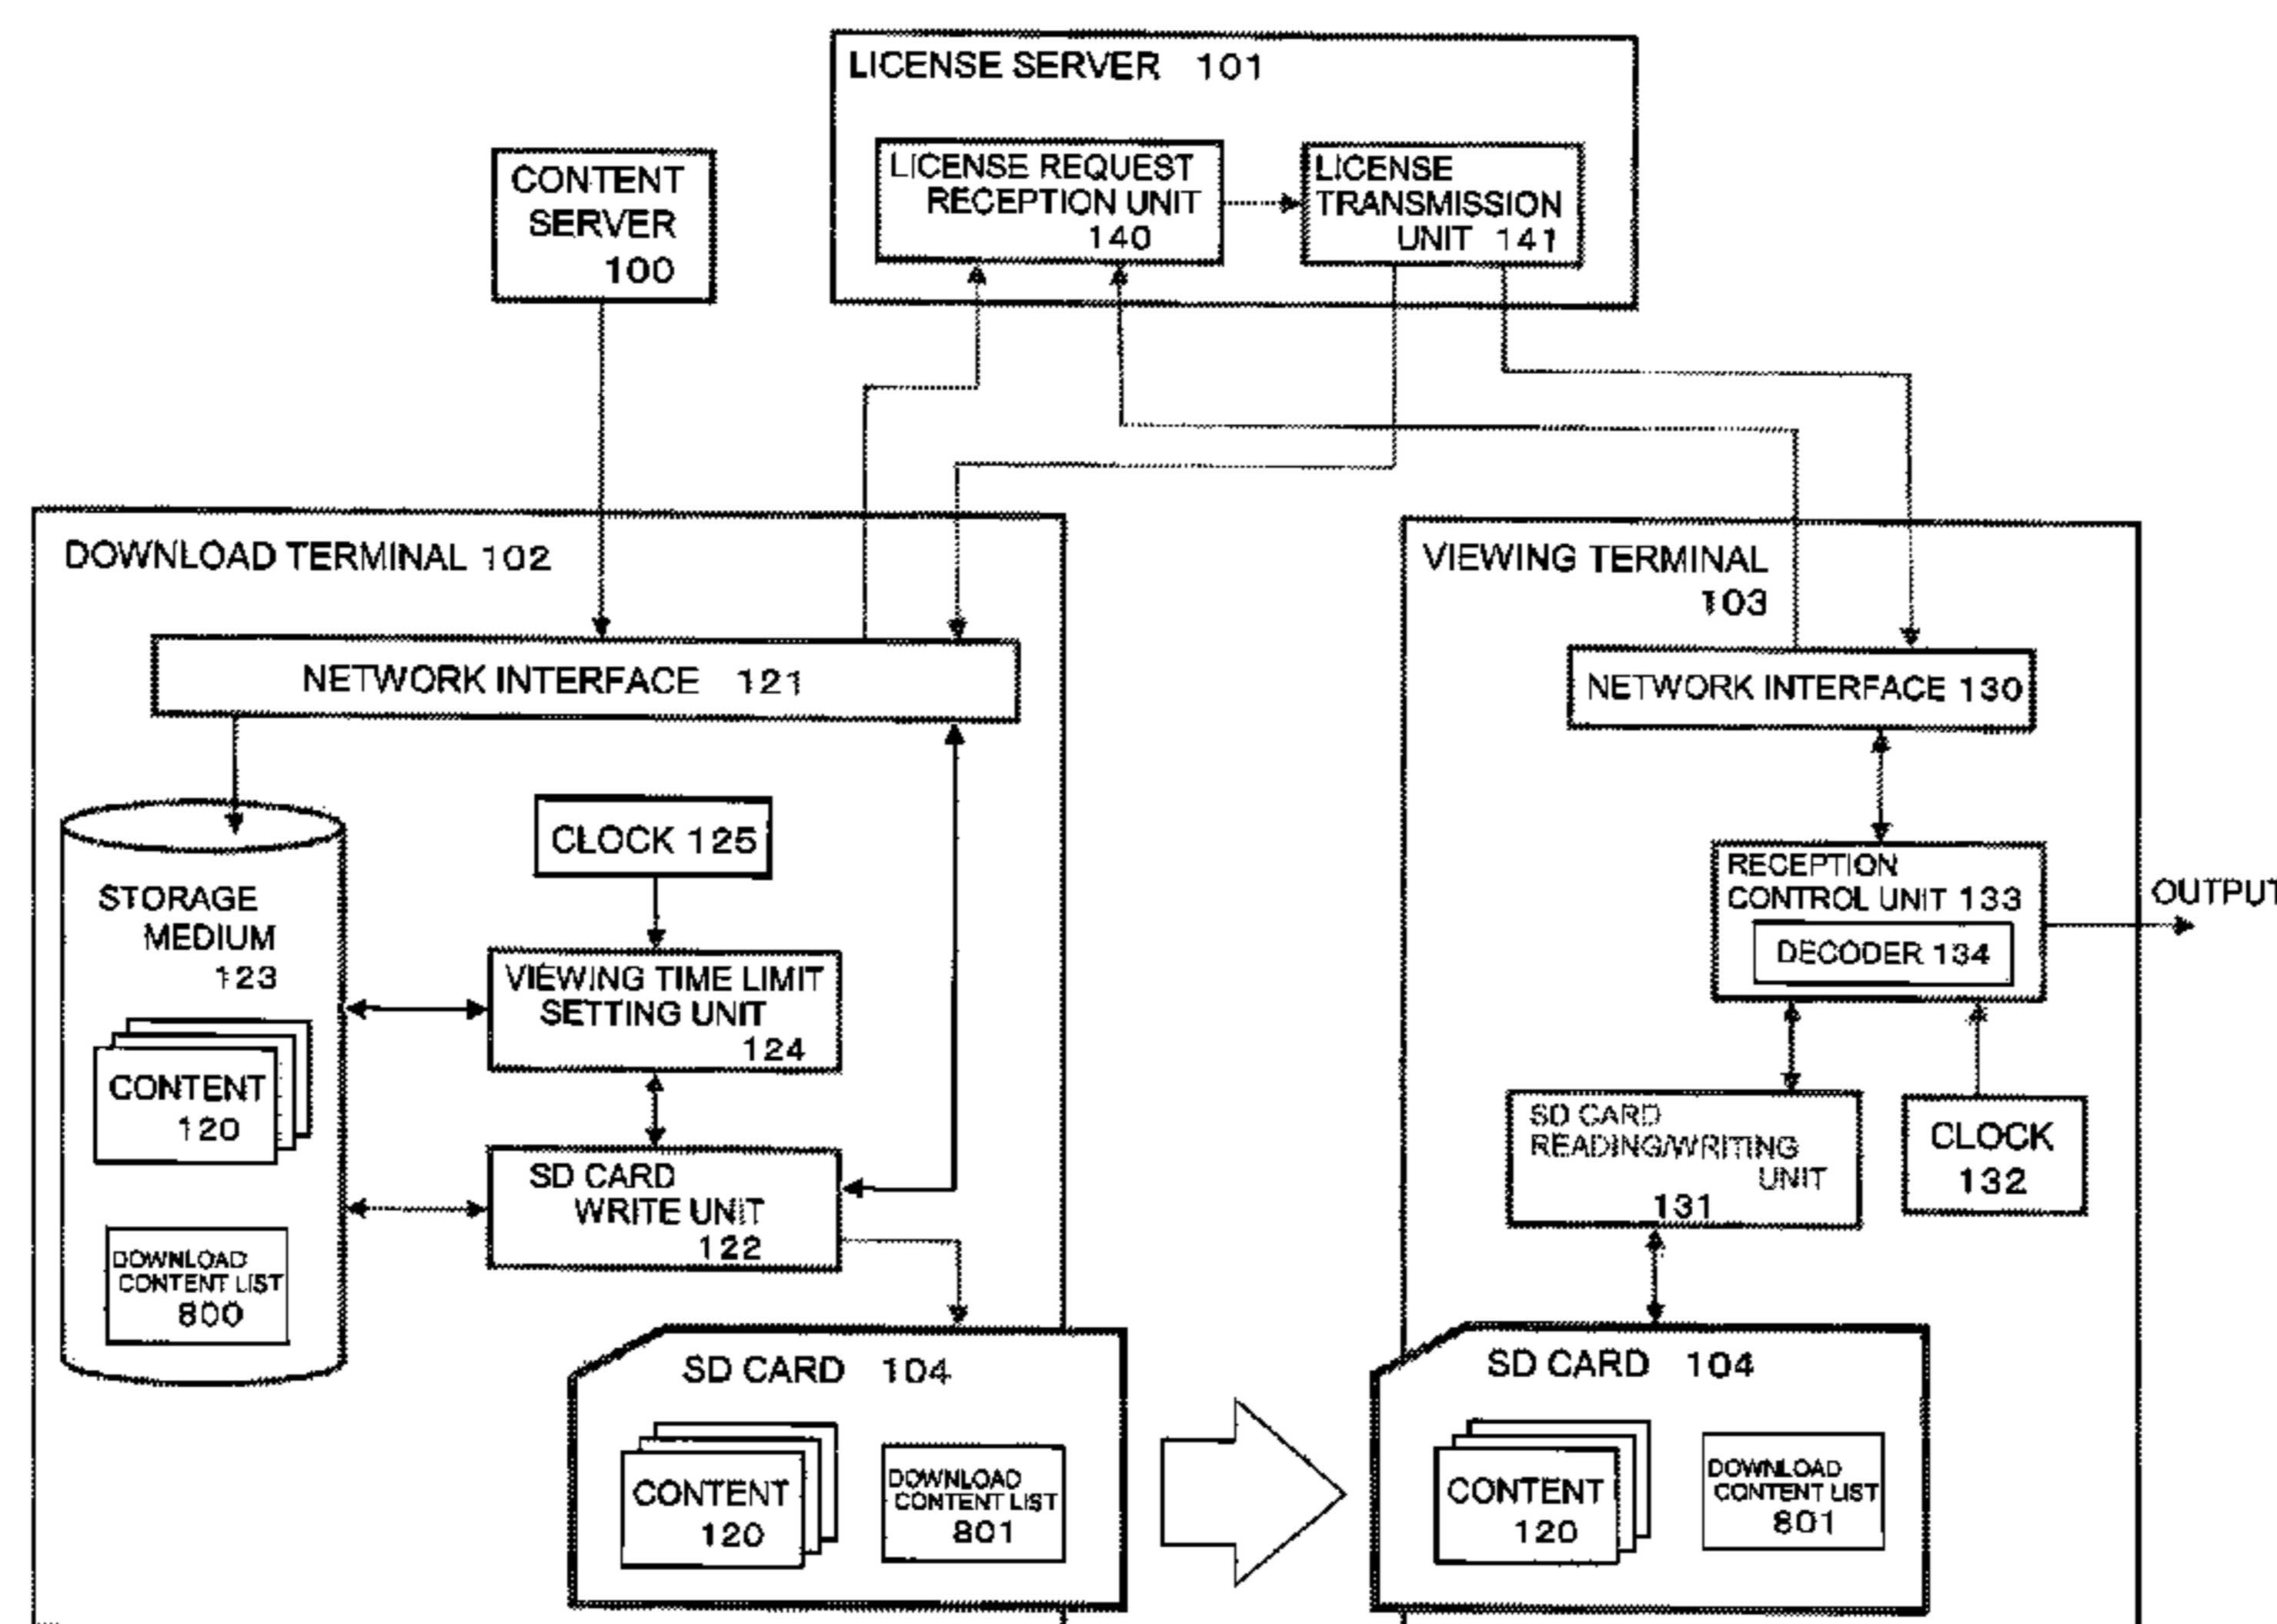 LICENSE SERVER 101
LICENSE REQUEST
RECEPTION UNIT
140
LICENSE
TRANSMISSION
UNIT 141
CONTENT
SERVER
100
DOWNLOAD TERMINAL 102
NETWORK INTERFACE 121
STORAGE
MEDIUM
123
CONTENT
120
DOWNLOAD
CONTENT LIST
800
CLOCK 125
VIEWING TIME LIMIT
SETTING UNIT
124
SD CARD
WRITE UNIT
122
SD CARD 104
CONTENT
120
DOWNLOAD
CONTENT LIST
801
VIEWING TERMINAL
103
NETWORK INTERFACE 130
RECEPTION
CONTROL UNIT 133
DECODER 134
OUTPUT
SD CARD
READING/WRITING
UNIT
131
CLOCK
132
SD CARD 104
CONTENT
120
DOWNLOAD
CONTENT LIST
801